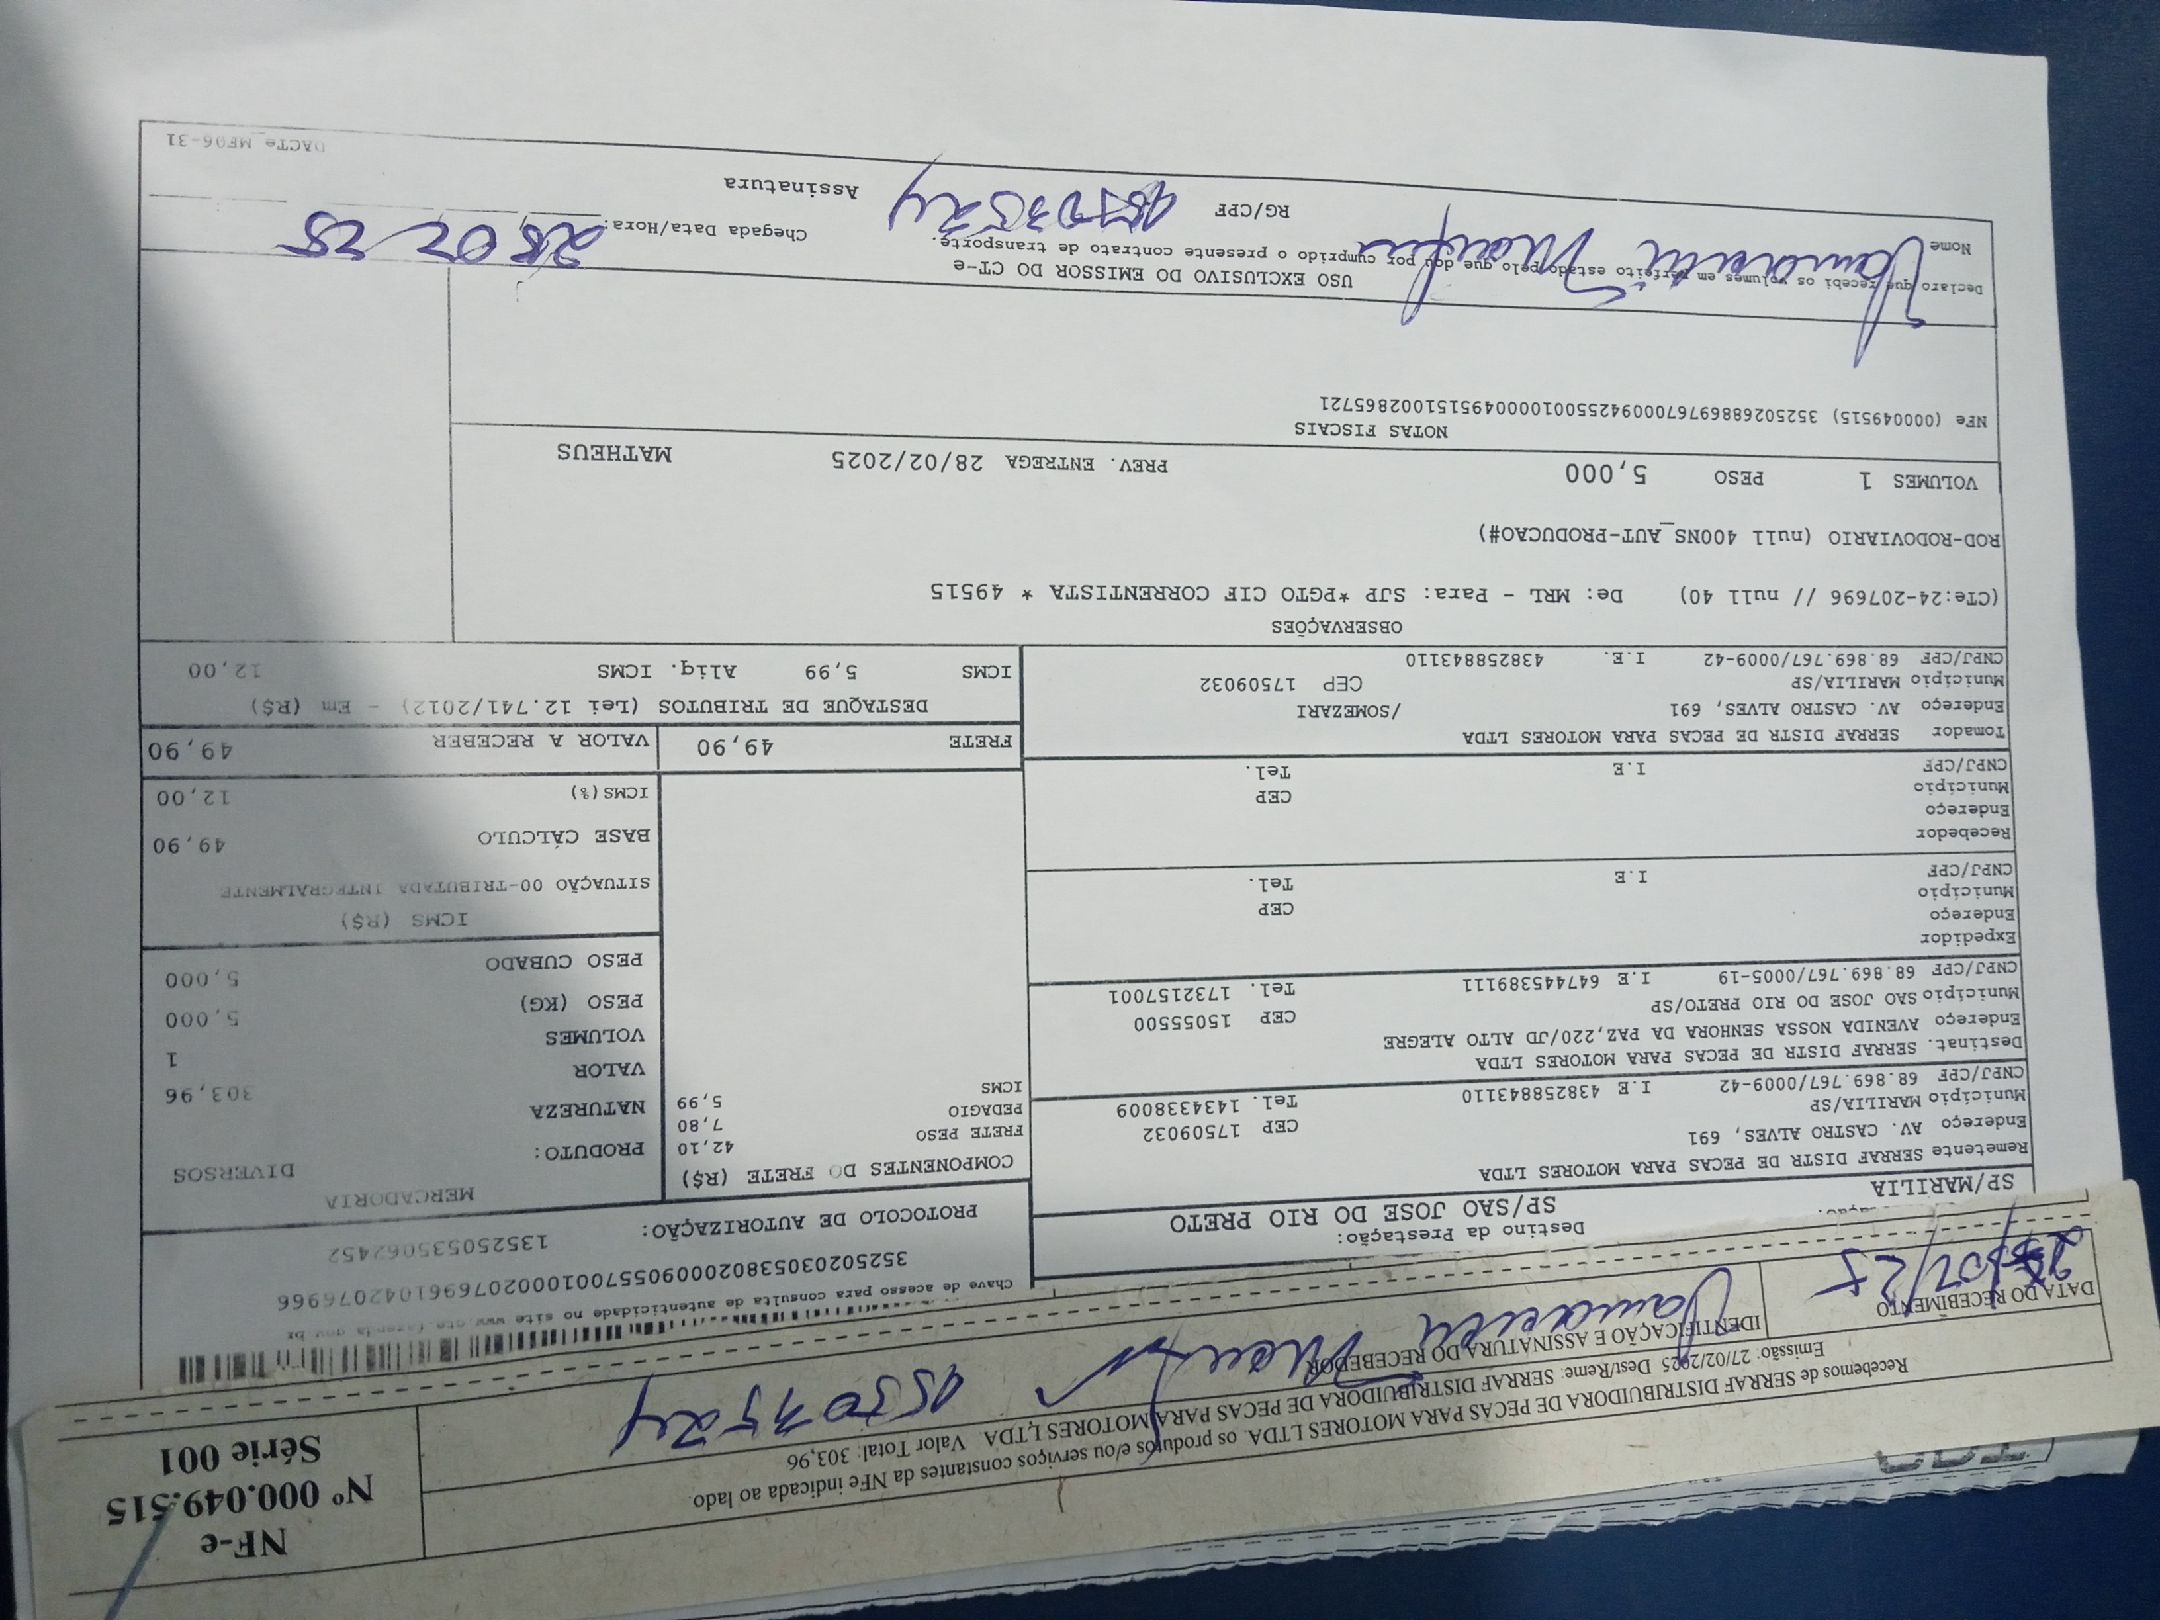 NF-e
Nº 000.049.515
Série 001
Recebemos de SERRAF DISTRIBUIDORA DE PECAS PARA MOTORES LTDA. os produtos e/ou serviços constantes da NFe indicada ao lado.
Emissão: 27/02/2025 Dest/Reme: SERRAF DISTRIBUIDORA DE PECAS PARA MOTORES LTDA. Valor Total: 303,96
DATA DO RECEBIMENTO
IDENTIFICAÇÃO E ASSINATURA DO RECEBEDOR
Chave de acesso para consulta de autenticidade no site www.cte.fazenda.gov.br
35250203053802000905570010002076961042076966
PROTOCOLO DE AUTORIZAÇÃO:
135250535062452
Destino da Prestação:
SP/MARILIA
SP/SAO JOSE DO RIO PRETO
Remetente SERRAF DISTR DE PECAS PARA MOTORES LTDA
Endereço AV. CASTRO ALVES, 691
Município MARILIA/SP CEP 17509032
CNPJ/CPF 68.869.767/0009-42 I.E 438258843110 Tel. 1434338009
Destinat. SERRAF DISTR DE PECAS PARA MOTORES LTDA
Endereço AVENIDA NOSSA SENHORA DA PAZ,220/JD ALTO ALEGRE
Município SAO JOSE DO RIO PRETO/SP CEP 15055500
CNPJ/CPF 68.869.767/0005-19 I.E 647445389111 Tel. 1732157001
Expedidor
Endereço
Município CEP
CNPJ/CPF I.E Tel.
Recebedor
Endereço
Município CEP
CNPJ/CPF I.E Tel.
Tomador SERRAF DISTR DE PECAS PARA MOTORES LTDA
Endereço AV. CASTRO ALVES, 691 /SOMEZARI
Município MARILIA/SP CEP 17509032
CNPJ/CPF 68.869.767/0009-42 I.E. 438258843110
COMPONENTES DO FRETE (R$)
FRETE PESO 42,10
PEDAGIO 7,80
ICMS 5,99
FRETE 49,90
MERCADORIA
PRODUTO: DIVERSOS
NATUREZA
VALOR 303,96
VOLUMES 1
PESO (KG) 5,000
PESO CUBADO 5,000
ICMS (R$)
SITUAÇÃO 00-TRIBUTADA INTEGRALMENTE
BASE CÁLCULO 49,90
ICMS(%) 12,00
VALOR A RECEBER 49,90
DESTAQUE DE TRIBUTOS (Lei 12.741/2012) - Em (R$)
ICMS 5,99 Aliq. ICMS 12,00
OBSERVAÇÕES
(CTe:24-207696 // null 40) De: MRL - Para: SJP *PGTO CIF CORRENTISTA * 49515
ROD-RODOVIARIO (null 400NS_AUT-PRODUCAO#)
VOLUMES 1 PESO 5,000 PREV. ENTREGA 28/02/2025 MATHEUS
NOTAS FISCAIS
NFe (000049515) 35250268869767000942550010000495151002865721
USO EXCLUSIVO DO EMISSOR DO CT-e
Declaro que recebi os volumes em perfeito estado pelo que dou por cumprido o presente contrato de transporte.
Nome
RG/CPF
Chegada Data/Hora: 28 02 25
Assinatura
DACTe_MF06-31